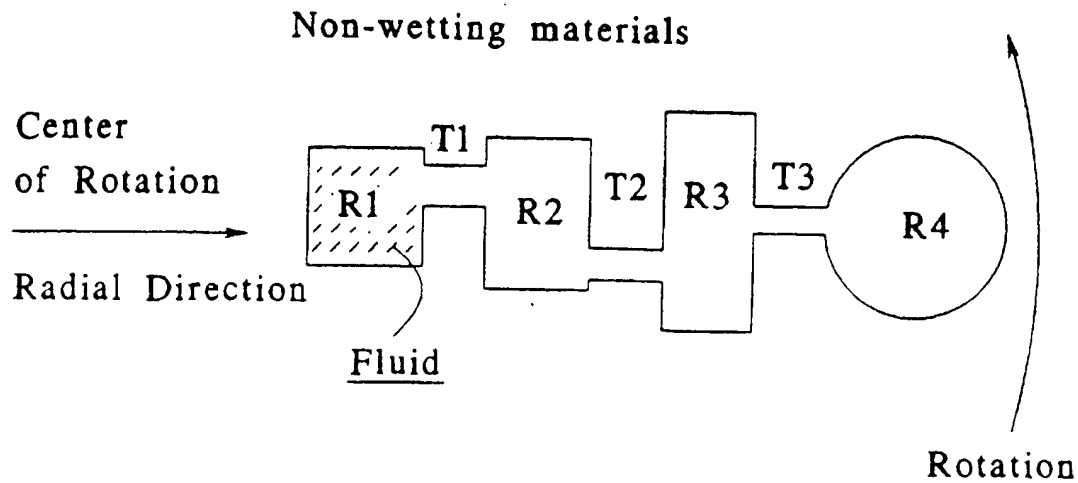 Non-wetting materials
Center
of Rotation
Radial Direction
T1
T2
T3
R1
R2
R3
R4
Fluid
Rotation